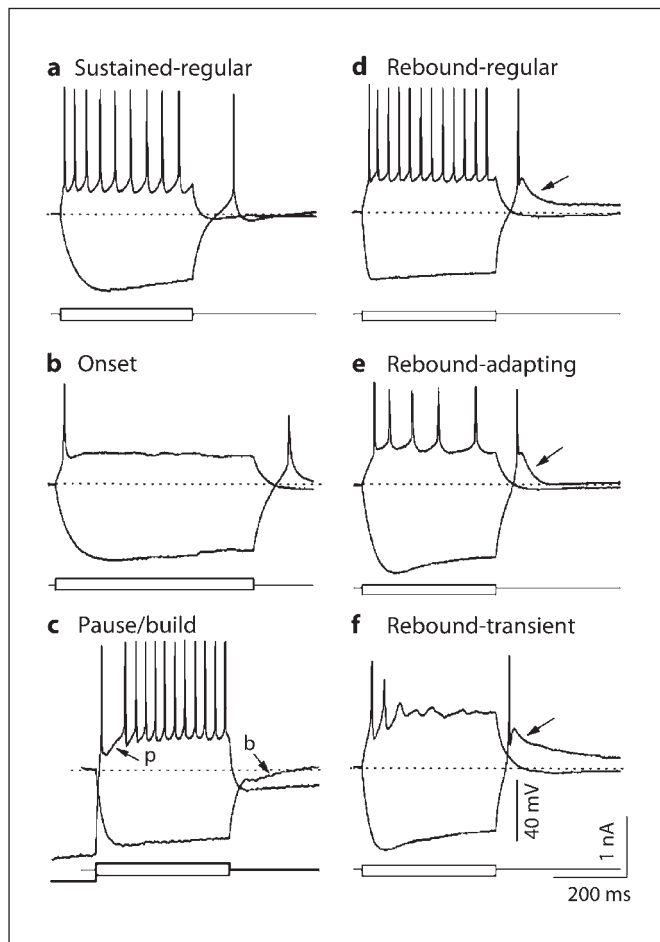 a Sustained-regular
d Rebound-regular
b Onset
e Rebound-adapting
c Pause/build
p
b
f Rebound-transient
40 mV
1 nA
200 ms